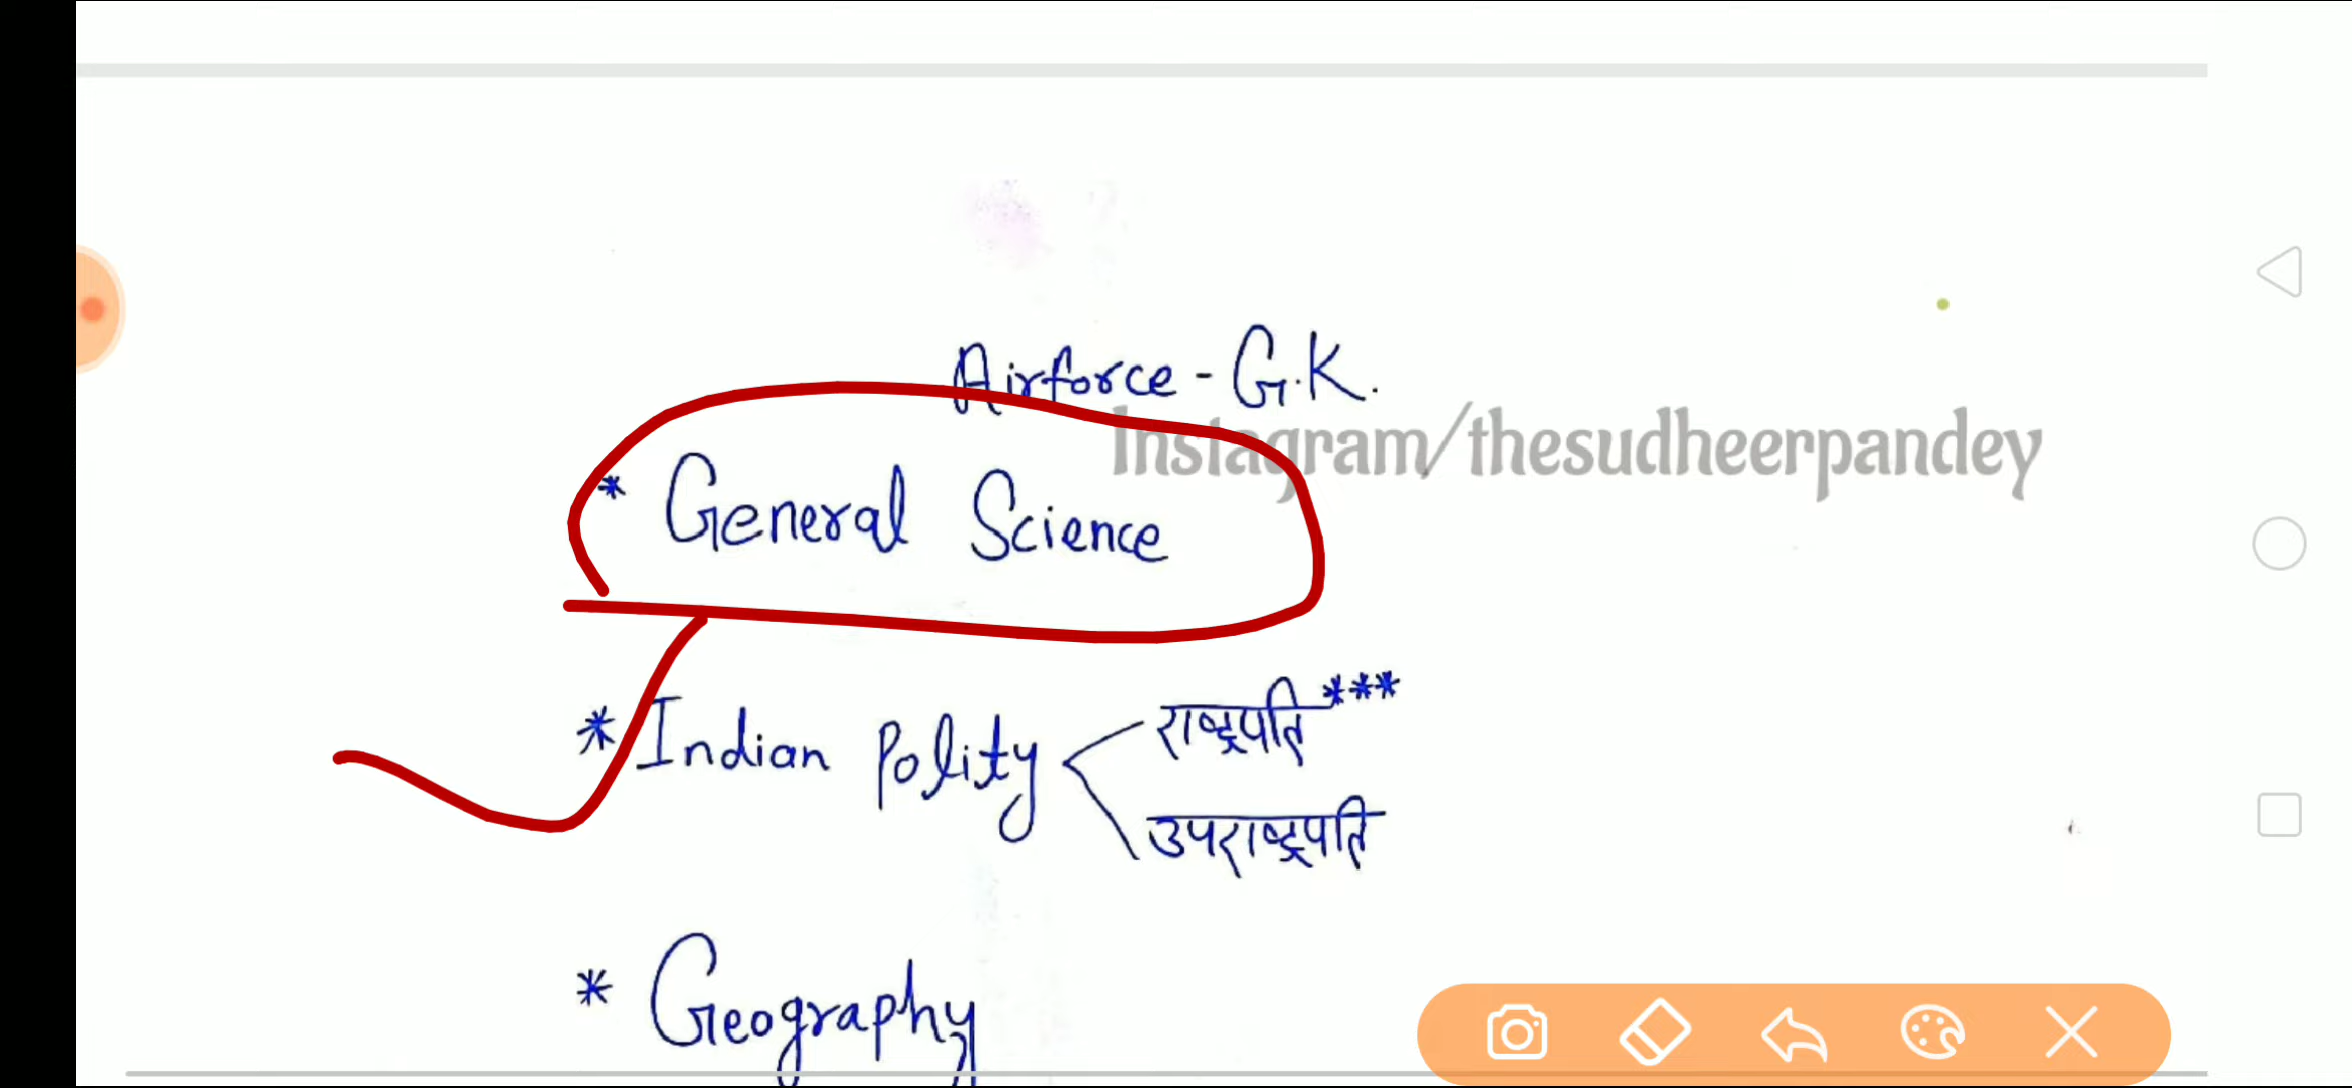 Airforce - G.K.
Instagram/thesudheerpandey
* General Science
* Indian Polity
राष्ट्रपति ***
उपराष्ट्रपति
* Geography